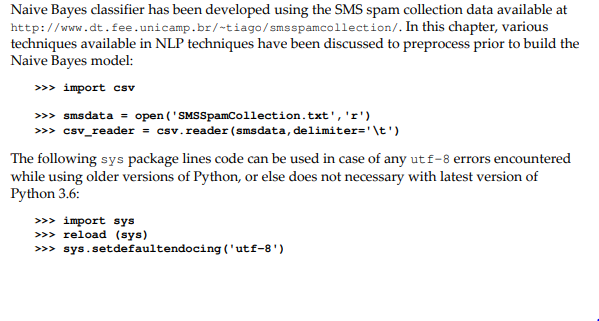 Naive Bayes classifier has been developed using the SMS spam collection data available at
http://www.dt.fee.unicamp.br/~tiago/smsspamcollection/. In this chapter, various
techniques available in NLP techniques have been discussed to preprocess prior to build the
Naive Bayes model:
>>> import csv
>>> smsdata = open('SMSSpamCollection.txt','r')
>>> csv_reader = csv.reader(smsdata,delimiter='\t')
The following sys package lines code can be used in case of any utf-8 errors encountered
while using older versions of Python, or else does not necessary with latest version of
Python 3.6:
>>> import sys
>>> reload (sys)
>>> sys.setdefaultendocing('utf-8')